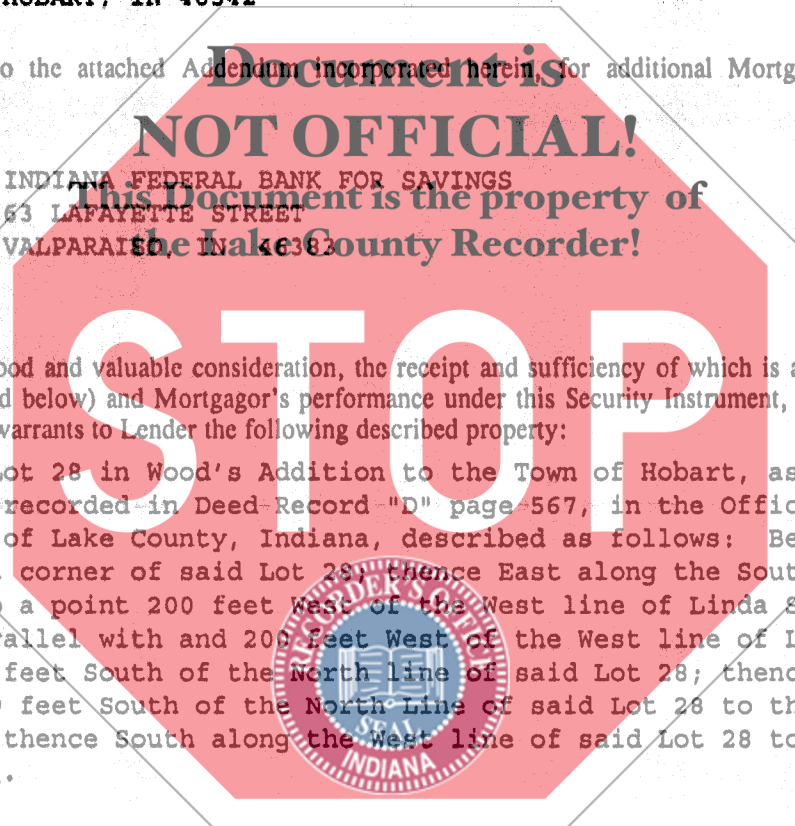 HOBART, IN 46342
o the attached Addendum incorporated herein, for additional Mortg
Document is
NOT OFFICIAL!
INDIANA FEDERAL BANK FOR SAVINGS
This Document is the property of
63 LAFAYETTE STREET
VALPARAISO, IN 46383
the Lake County Recorder!
STOP
ood and valuable consideration, the receipt and sufficiency of which is a
d below) and Mortgagor's performance under this Security Instrument,
warrants to Lender the following described property:
ot 28 in Wood's Addition to the Town of Hobart, as
recorded in Deed Record "D" page 567, in the Offic
of Lake County, Indiana, described as follows: Be
corner of said Lot 28; thence East along the Sout
a point 200 feet West of the West line of Linda S
allel with and 200 feet West of the West line of L
feet South of the North line of said Lot 28; thenc
feet South of the North Line of said Lot 28 to th
thence South along the West line of said Lot 28 to
RECORDER'S OFFICE
SEAL
INDIANA